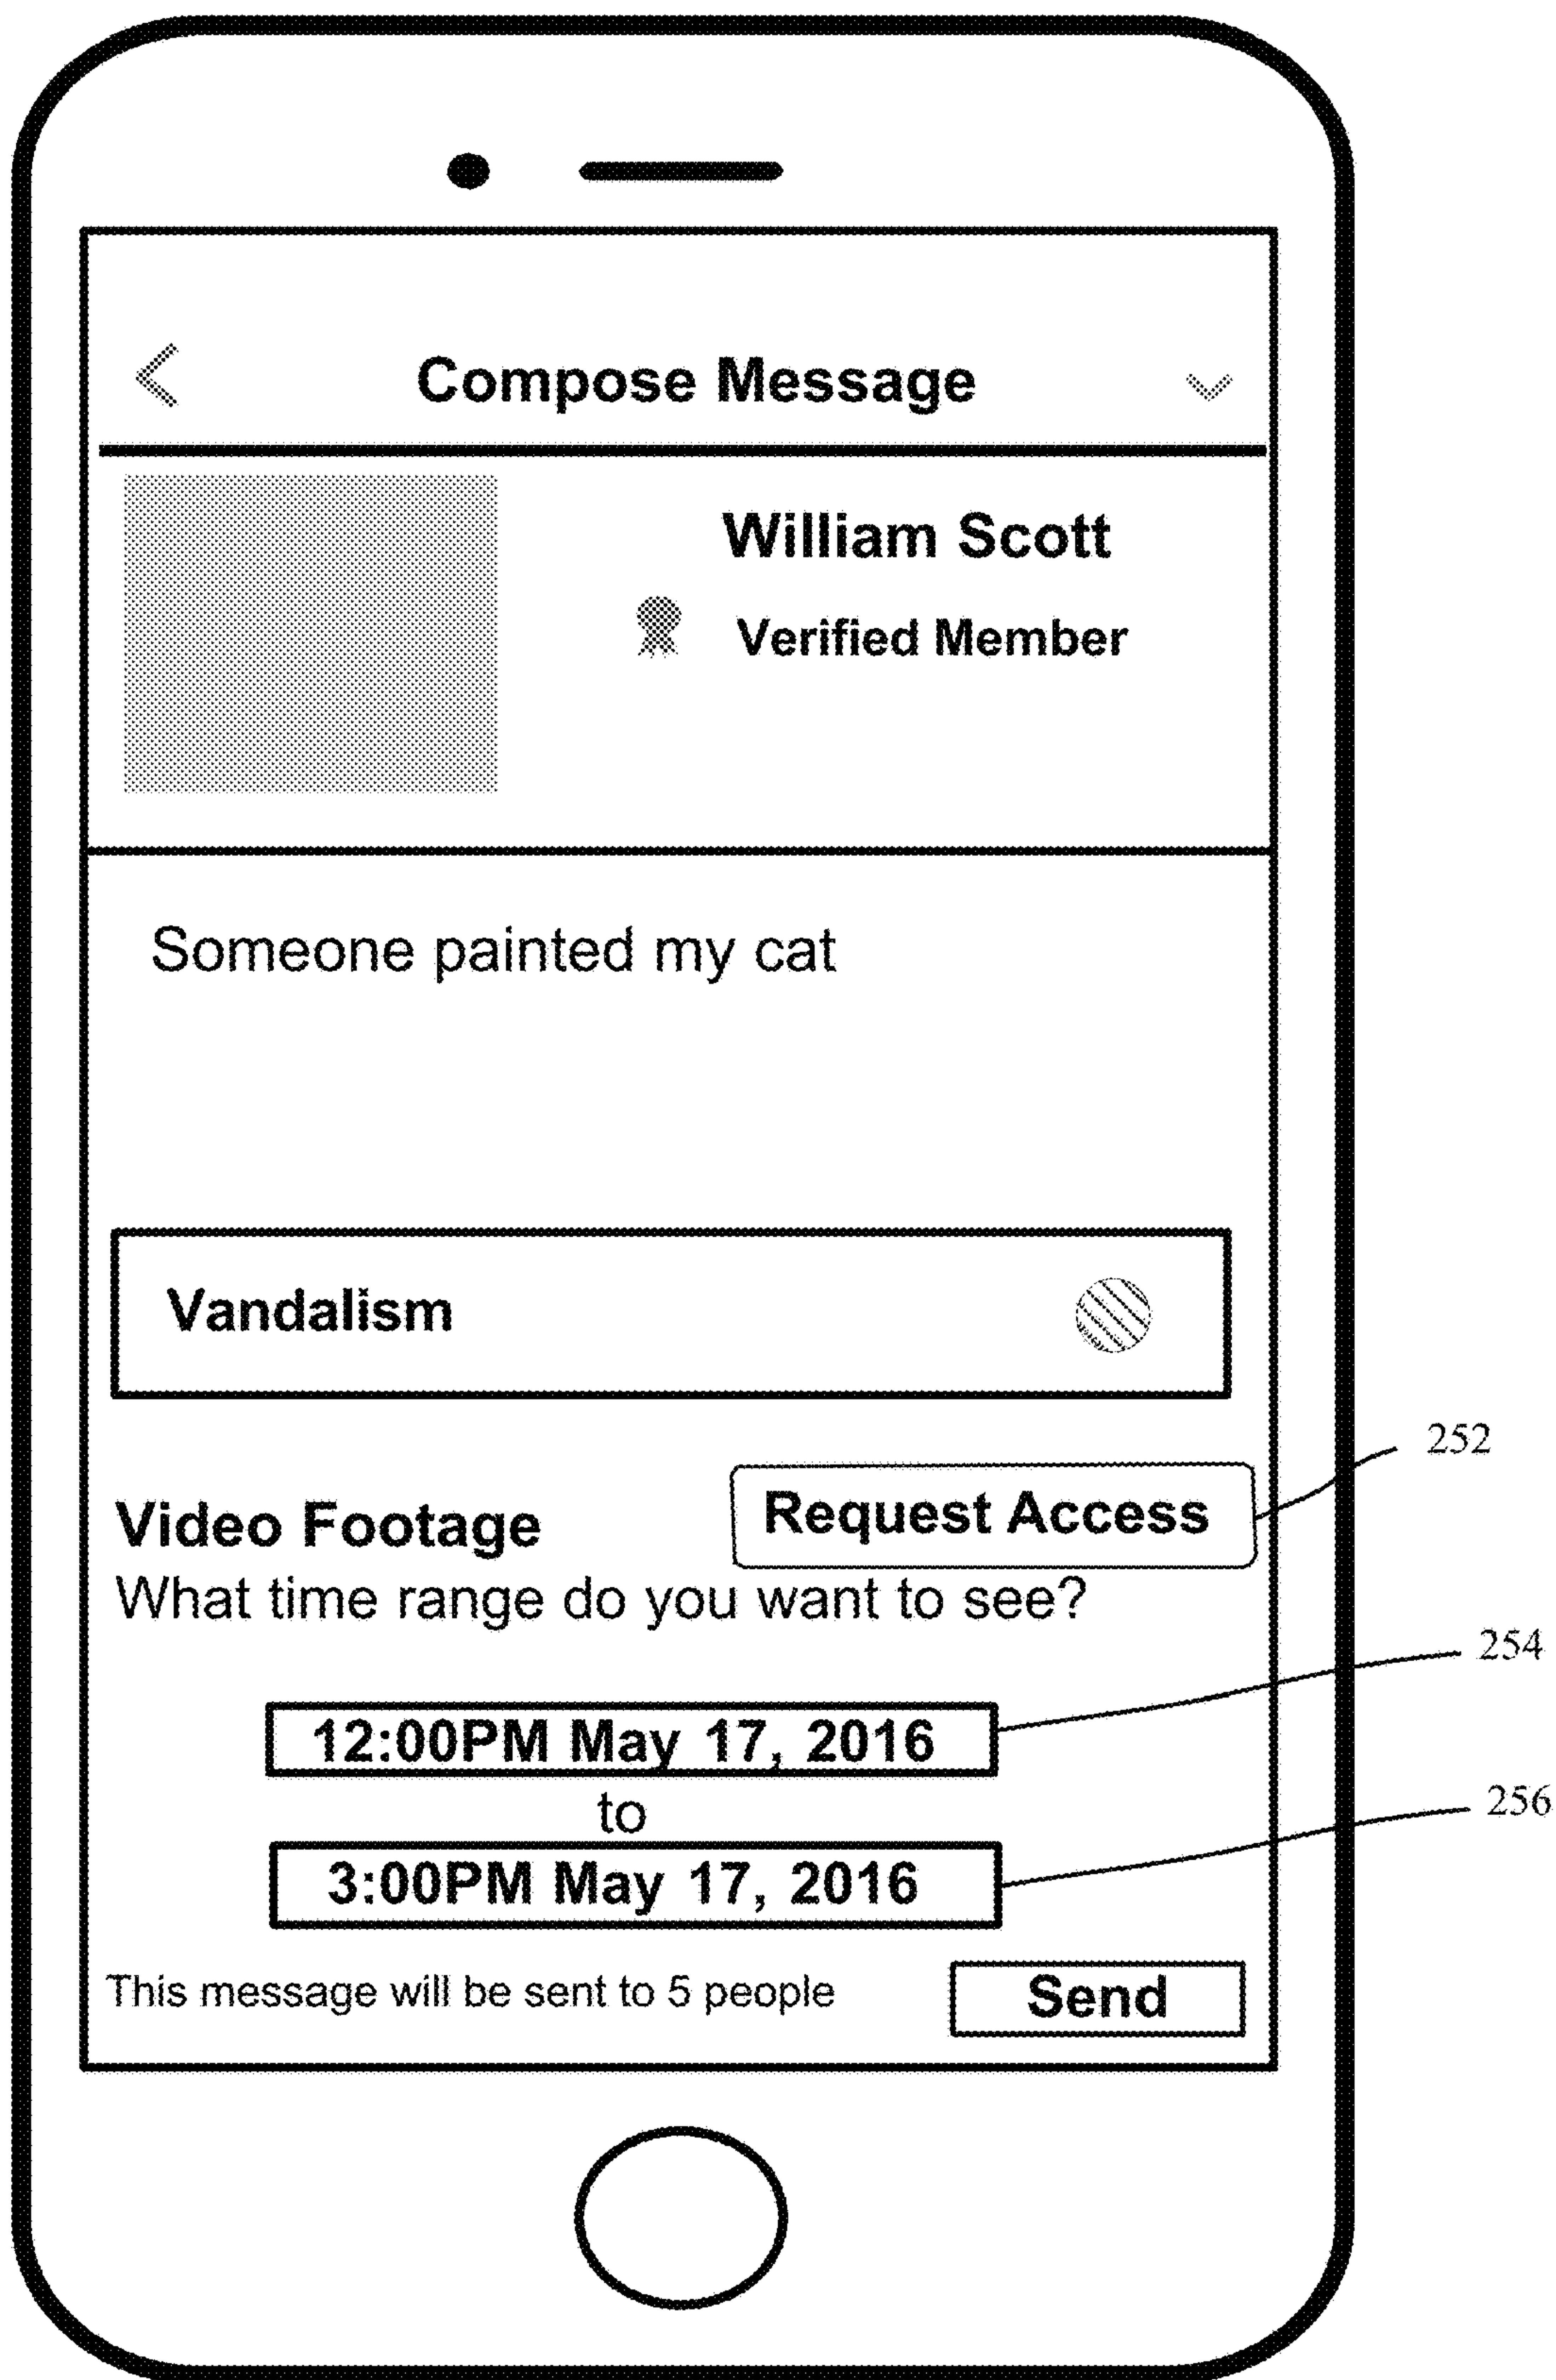 Compose Message
William Scott
Verified Member
Someone painted my cat
Vandalism
252
Request Access
Video Footage
What time range do you want to see?
254
12:00PM May 17, 2016
to
256
3:00PM May 17, 2016
This message will be sent to 5 people
Send